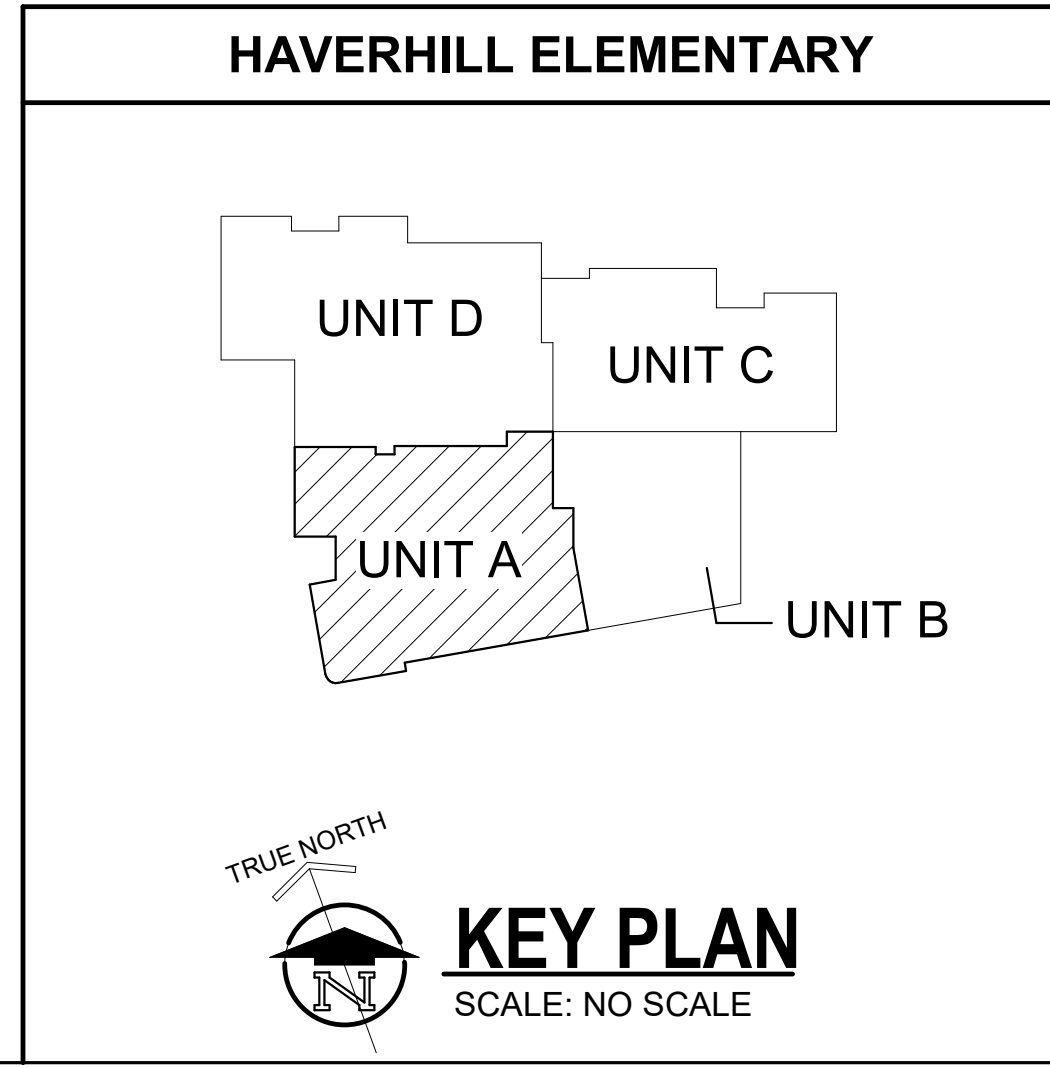 HAVERHILL ELEMENTARY
UNIT D
UNIT C
UNIT A
UNIT B
TRUE NORTH
N
KEY PLAN
SCALE: NO SCALE